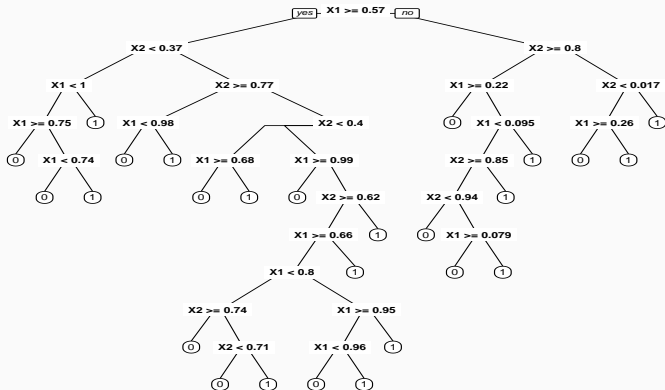 yes X1 >= 0.57 no
X2 < 0.37 X2 >= 0.8
X1 < 1 X2 >= 0.77 X1 >= 0.22 X2 < 0.017
X1 >= 0.75 1 X1 < 0.98 X2 < 0.4 0 X1 < 0.095 X1 >= 0.26 1
0 X1 < 0.74 0 1 X1 >= 0.68 X1 >= 0.99 X2 >= 0.85 1 0 1
0 1 0 1 0 X2 >= 0.62 X2 < 0.94 1
X1 >= 0.66 1 0 X1 >= 0.079
X1 < 0.8 1 0 1
X2 >= 0.74 X1 >= 0.95
0 X2 < 0.71 X1 < 0.96 1
0 1 0 1